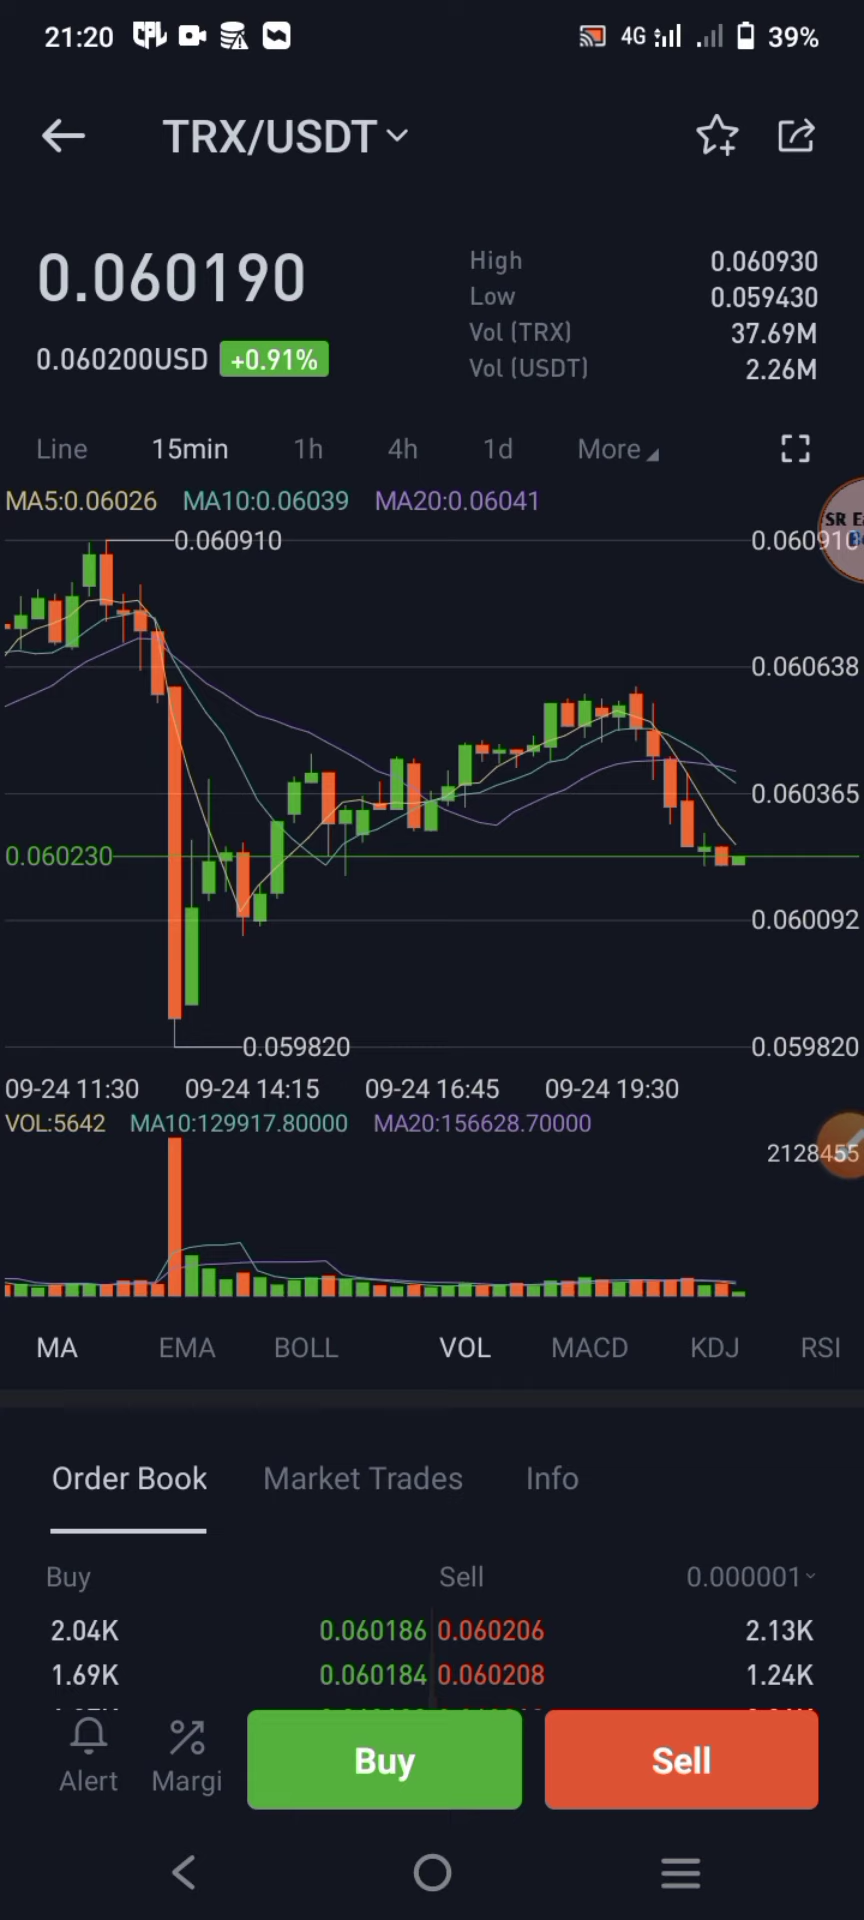 21:20
4G 39%
TRX/USDT
0.060190
0.060200USD +0.91%
High 0.060930
Low 0.059430
Vol (TRX) 37.69M
Vol (USDT) 2.26M
Line 15min 1h 4h 1d More
MA5:0.06026 MA10:0.06039 MA20:0.06041
SR
0.060910 0.060910
0.060638
0.060365
0.060230
0.060092
0.059820 0.059820
09-24 11:30 09-24 14:15 09-24 16:45 09-24 19:30
VOL:5642 MA10:129917.80000 MA20:156628.70000
2128455
MA EMA BOLL VOL MACD KDJ RSI
Order Book Market Trades Info
Buy Sell 0.000001
2.04K 0.060186 0.060206 2.13K
1.69K 0.060184 0.060208 1.24K
Alert Margi Buy Sell